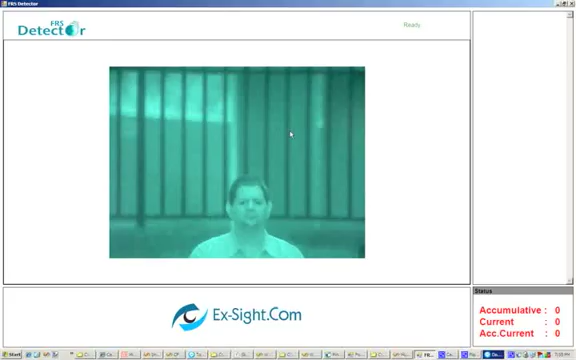 FRS Detector
FRS
Detector
Ready
Status
Accumulative : 0
Current : 0
Acc.Current : 0
Ex-Sight.Com
Start